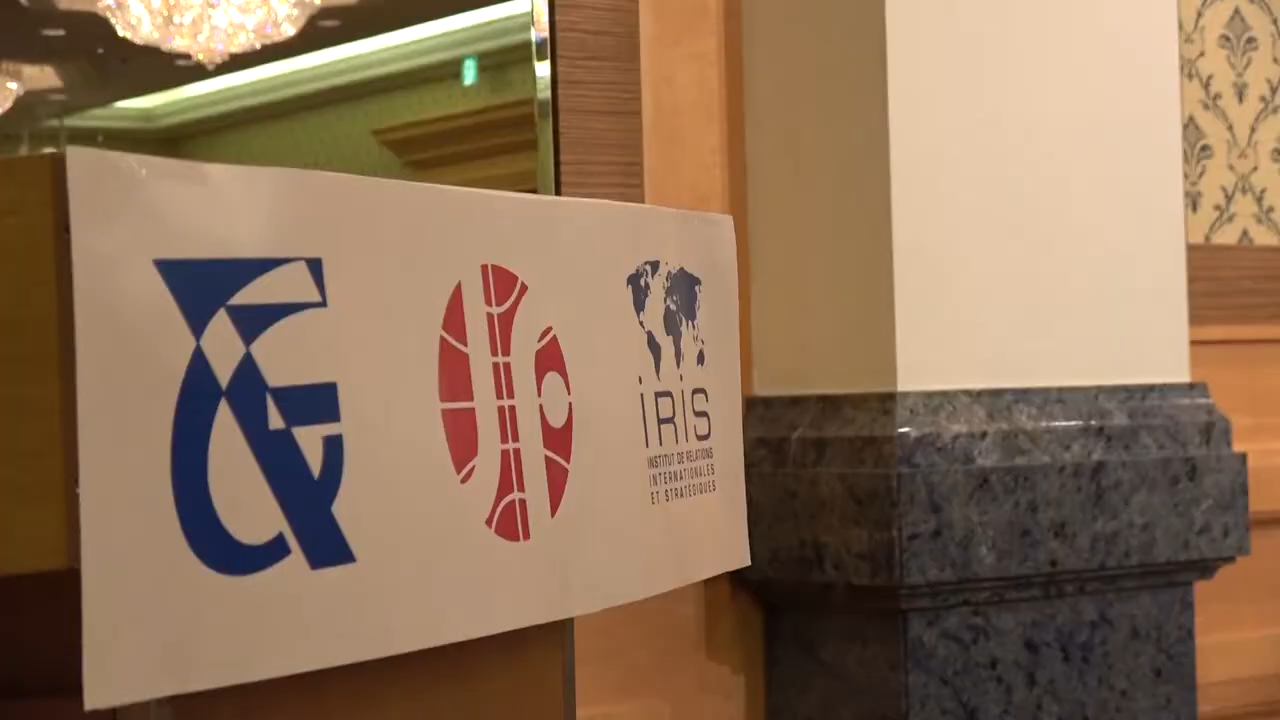 iRiS
INSTITUT DE RELATIONS
INTERNATIONALES
ET STRATÉGIQUES